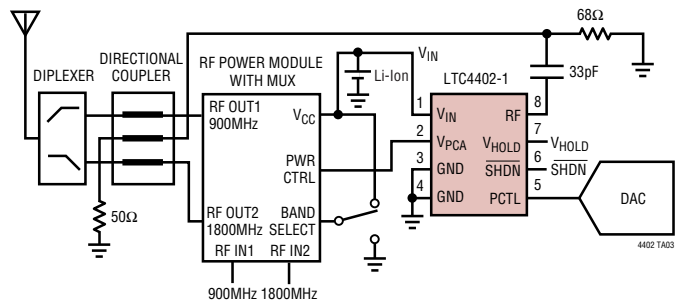 68Ω
DIPLEXER
DIRECTIONAL
COUPLER
RF POWER MODULE
WITH MUX
VIN
Li-Ion
LTC4402-1
33pF
RF OUT1
900MHz
VCC
PWR
CTRL
RF OUT2
1800MHz
BAND
SELECT
RF IN1 RF IN2
900MHz 1800MHz
50Ω
1 VIN
2 VPCA
3 GND
4 GND
RF 8
VHOLD 7 VHOLD
SHDN 6 SHDN
PCTL 5
DAC
4402 TA03